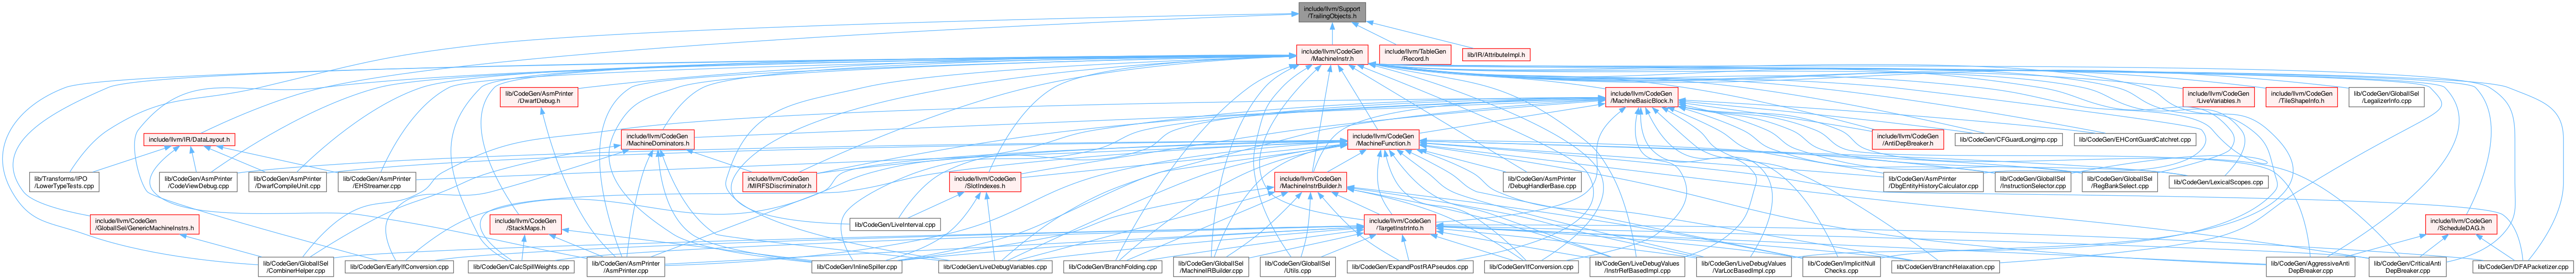 include/llvm/Support
/TrailingObjects.h
include/llvm/CodeGen
/MachineInstr.h
include/llvm/TableGen
/Record.h
lib/IR/AttributeImpl.h
lib/CodeGen/AsmPrinter
/DwarfDebug.h
include/llvm/CodeGen
/MachineBasicBlock.h
include/llvm/CodeGen
/LiveVariables.h
include/llvm/CodeGen
/TileShapeInfo.h
lib/CodeGen/GlobalISel
/LegalizerInfo.cpp
include/llvm/IR/DataLayout.h
include/llvm/CodeGen
/MachineDominators.h
include/llvm/CodeGen
/MachineFunction.h
include/llvm/CodeGen
/AntiDepBreaker.h
lib/CodeGen/CFGuardLongjmp.cpp
lib/CodeGen/EHContGuardCatchret.cpp
lib/Transforms/IPO
/LowerTypeTests.cpp
lib/CodeGen/AsmPrinter
/CodeViewDebug.cpp
lib/CodeGen/AsmPrinter
/DwarfCompileUnit.cpp
lib/CodeGen/AsmPrinter
/EHStreamer.cpp
include/llvm/CodeGen
/MIRFSDiscriminator.h
include/llvm/CodeGen
/SlotIndexes.h
include/llvm/CodeGen
/MachineInstrBuilder.h
lib/CodeGen/AsmPrinter
/DebugHandlerBase.cpp
lib/CodeGen/AsmPrinter
/DbgEntityHistoryCalculator.cpp
lib/CodeGen/GlobalISel
/InstructionSelector.cpp
lib/CodeGen/GlobalISel
/RegBankSelect.cpp
lib/CodeGen/LexicalScopes.cpp
include/llvm/CodeGen
/GlobalISel/GenericMachineInstrs.h
include/llvm/CodeGen
/StackMaps.h
lib/CodeGen/LiveInterval.cpp
include/llvm/CodeGen
/TargetInstrInfo.h
include/llvm/CodeGen
/ScheduleDAG.h
lib/CodeGen/GlobalISel
/CombinerHelper.cpp
lib/CodeGen/EarlyIfConversion.cpp
lib/CodeGen/CalcSpillWeights.cpp
lib/CodeGen/AsmPrinter
/AsmPrinter.cpp
lib/CodeGen/InlineSpiller.cpp
lib/CodeGen/LiveDebugVariables.cpp
lib/CodeGen/BranchFolding.cpp
lib/CodeGen/GlobalISel
/MachineIRBuilder.cpp
lib/CodeGen/GlobalISel
/Utils.cpp
lib/CodeGen/ExpandPostRAPseudos.cpp
lib/CodeGen/IfConversion.cpp
lib/CodeGen/LiveDebugValues
/InstrRefBasedImpl.cpp
lib/CodeGen/LiveDebugValues
/VarLocBasedImpl.cpp
lib/CodeGen/ImplicitNull
Checks.cpp
lib/CodeGen/BranchRelaxation.cpp
lib/CodeGen/AggressiveAnti
DepBreaker.cpp
lib/CodeGen/CriticalAnti
DepBreaker.cpp
lib/CodeGen/DFAPacketizer.cpp